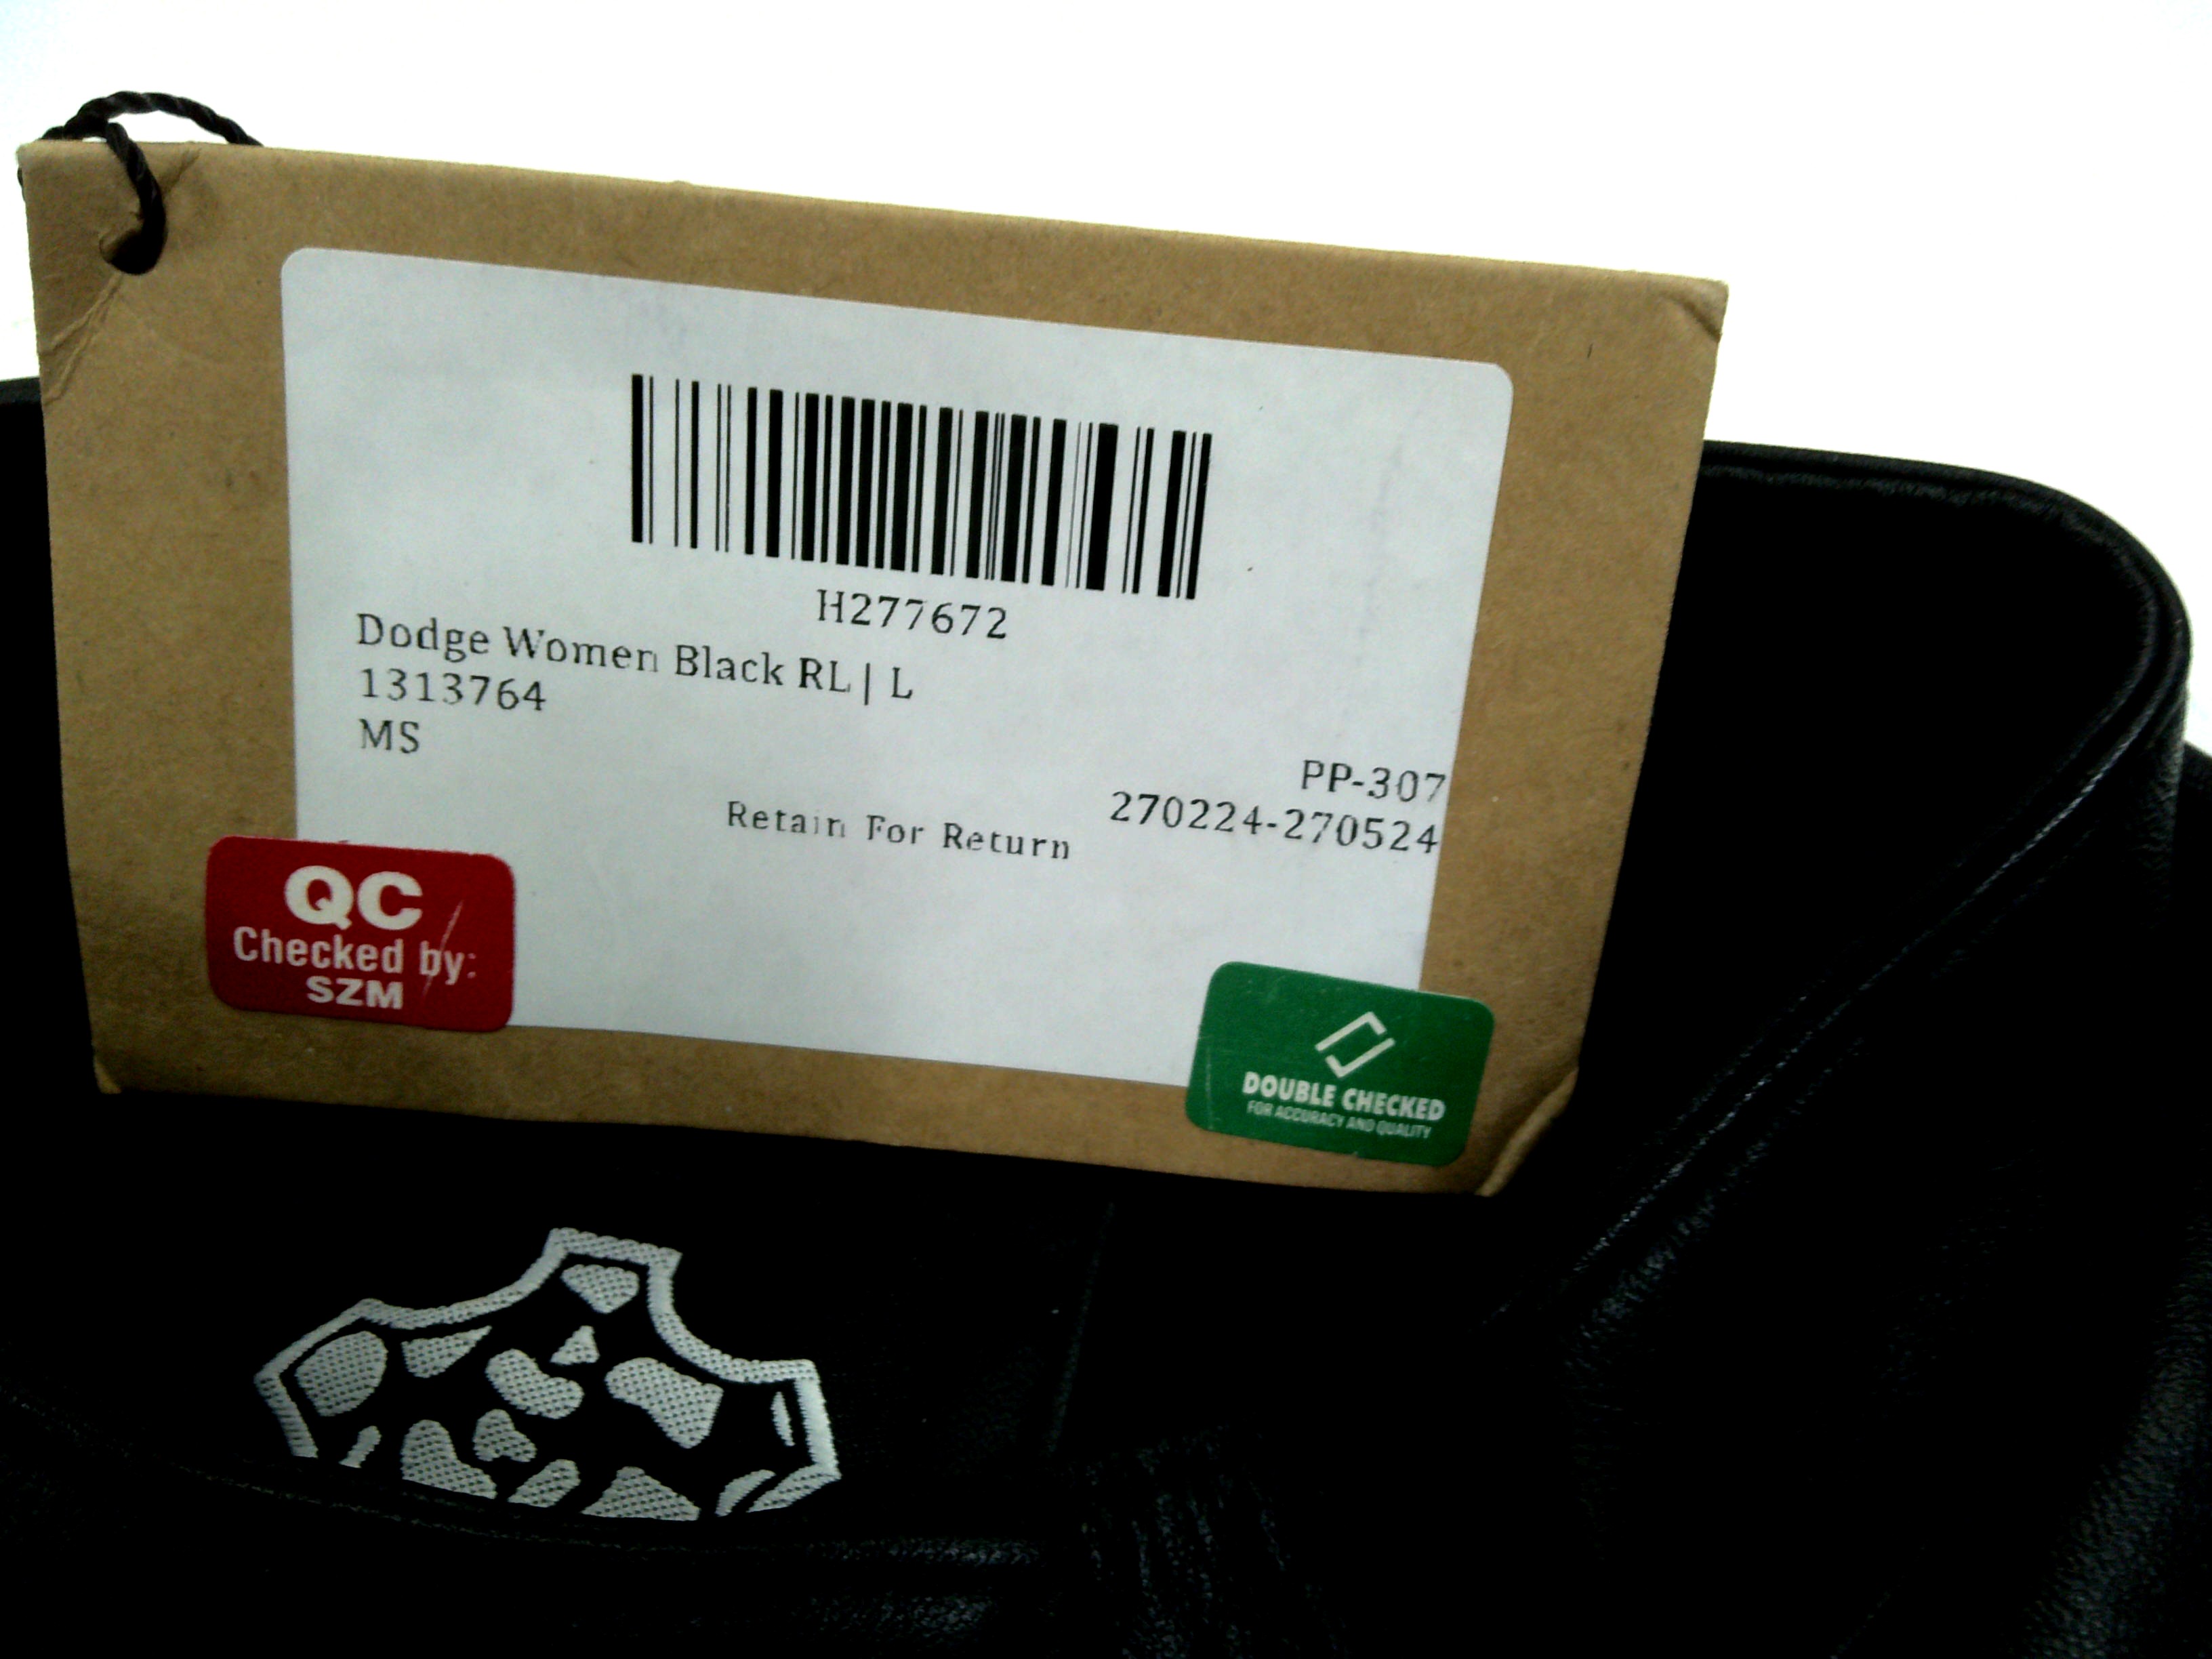 H277672
Dodge Women Black RL | L
1313764
MS
PP-307
270224-270524
Retain For Return
QC
Checked by:
SZM
DOUBLE CHECKED
FOR ACCURACY AND QUALITY